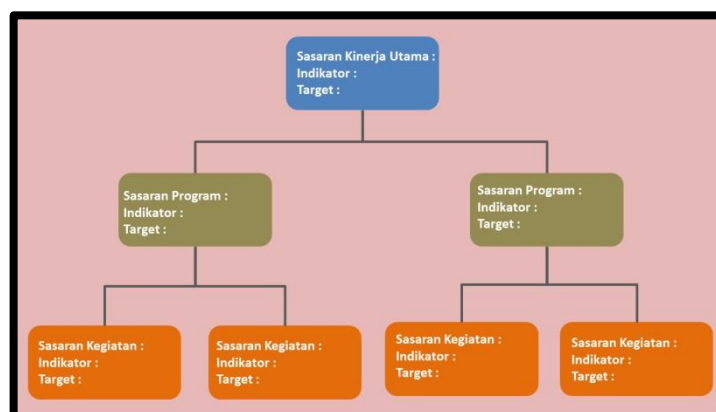 Sasaran Kinerja Utama :
Indikator :
Target :
Sasaran Program :
Indikator :
Target :
Sasaran Program :
Indikator :
Target :
Sasaran Kegiatan :
Indikator :
Target :
Sasaran Kegiatan :
Indikator :
Target :
Sasaran Kegiatan :
Indikator :
Target :
Sasaran Kegiatan :
Indikator :
Target :